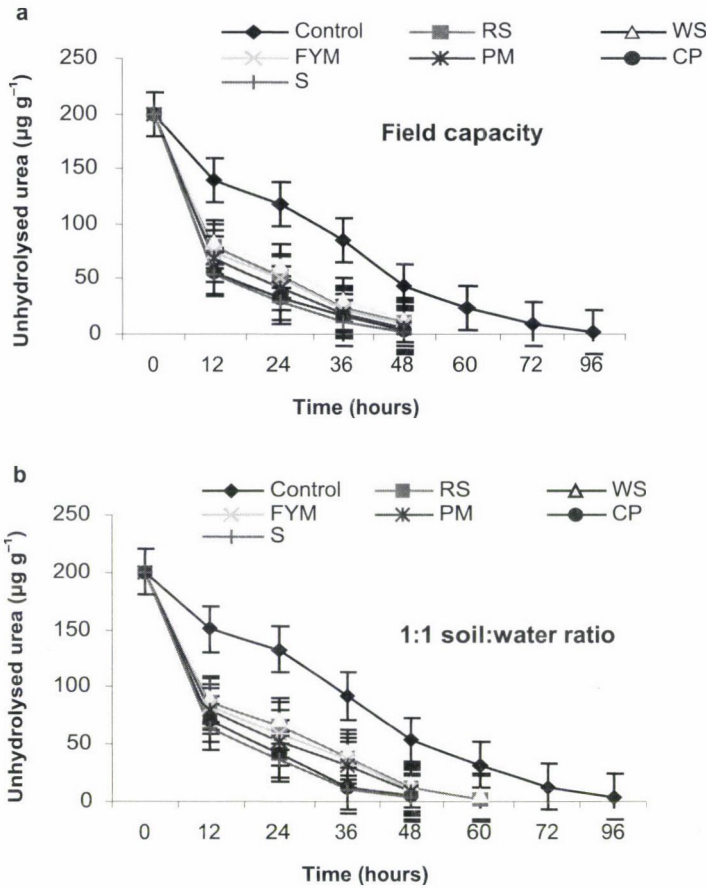 a
Control RS WS
FYM PM CP
S
250
200
150
100
50
0
Unhydrolysed urea (µg g⁻¹)
Field capacity
0 12 24 36 48 60 72 96
Time (hours)
b
Control RS WS
FYM PM CP
S
250
200
150
100
50
0
Unhydrolysed urea (µg g⁻¹)
1:1 soil:water ratio
0 12 24 36 48 60 72 96
Time (hours)